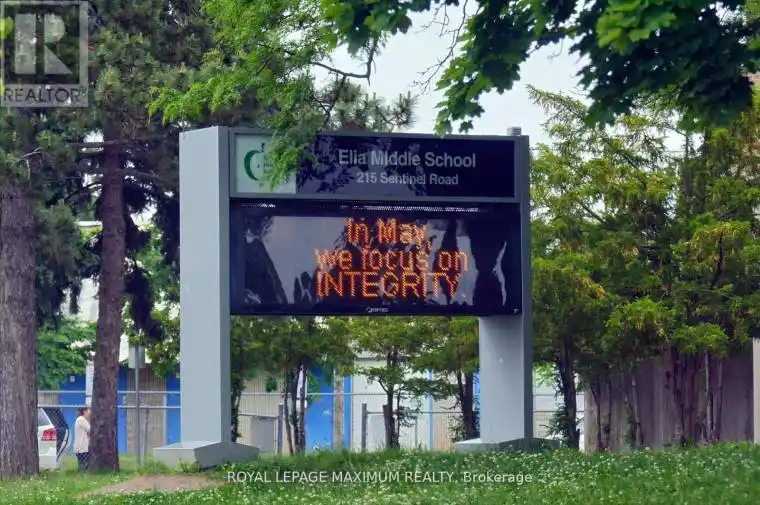 R
REALTOR
Elia Middle School
215 Sentinel Road
In May,
we focus on
INTEGRITY
ROYAL LEPAGE MAXIMUM REALTY, Brokerage